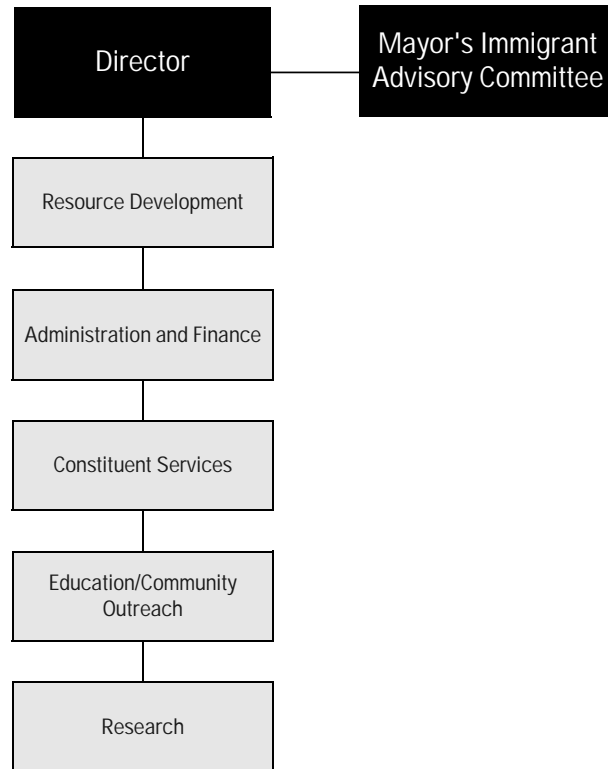 Director
Mayor's Immigrant
Advisory Committee
Resource Development
Administration and Finance
Constituent Services
Education/Community
Outreach
Research